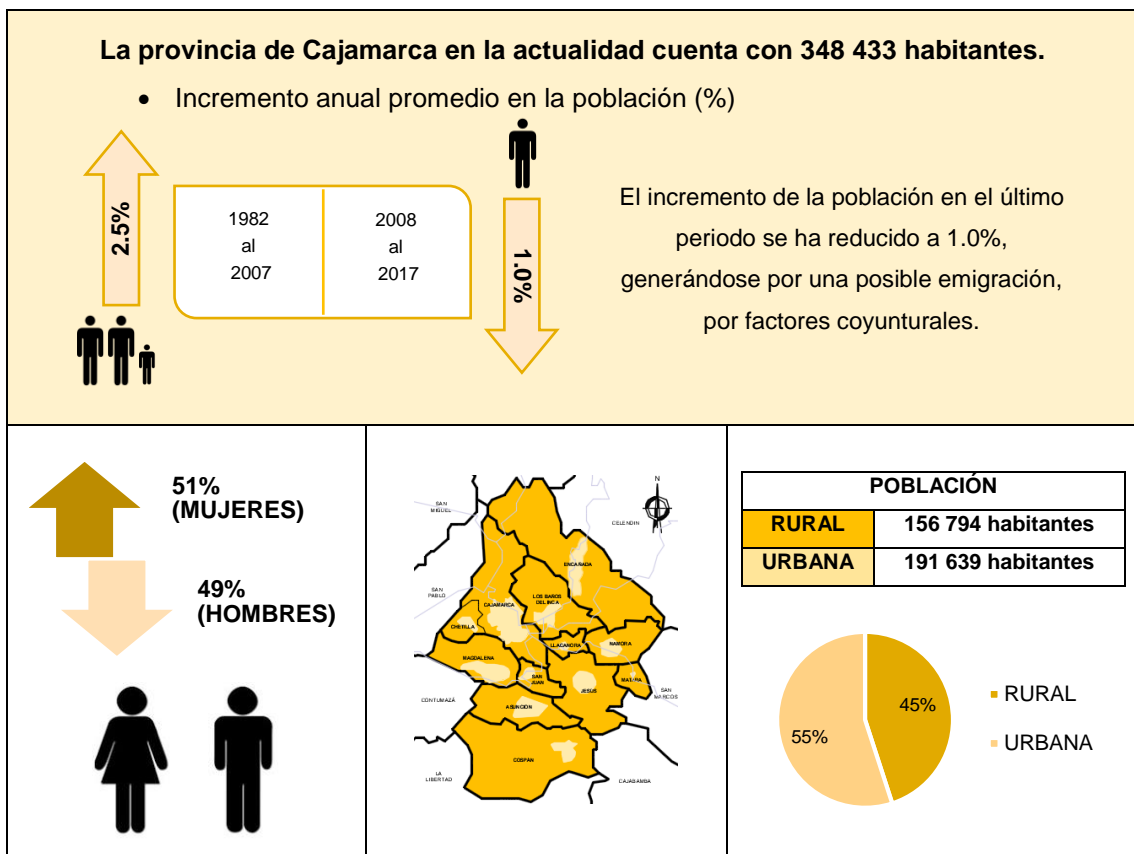 La provincia de Cajamarca en la actualidad cuenta con 348 433 habitantes.
• Incremento anual promedio en la población (%)
2.5%
1982
al
2007
2008
al
2017
1.0%
El incremento de la población en el último
periodo se ha reducido a 1.0%,
generándose por una posible emigración,
por factores coyunturales.
51%
(MUJERES)
49%
(HOMBRES)
SAN
MIGUEL
N
CELENDIN
ENCAÑADA
SAN
PABLO
LOS BAÑOS
DEL INCA
CAJAMARCA
CHETILLA
LLACANORA
NAMORA
MAGDALENA
SAN
JUAN
JESÚS
MATARA
SAN
MARCOS
CONTUMAZÁ
ASUNCION
COSPÁN
LA
LIBERTAD
CAJABAMBA
POBLACIÓN
RURAL 156 794 habitantes
URBANA 191 639 habitantes
45%
55%
RURAL
URBANA